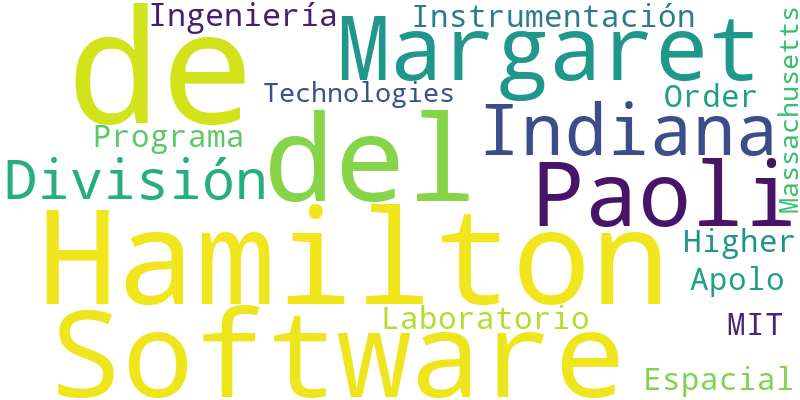 Ingeniería
Instrumentación
de
Margaret
Massachusetts
Technologies
Order
Programa
del
Indiana
División
Paoli
Hamilton
Higher
Apolo
Software
Laboratorio
MIT
Espacial